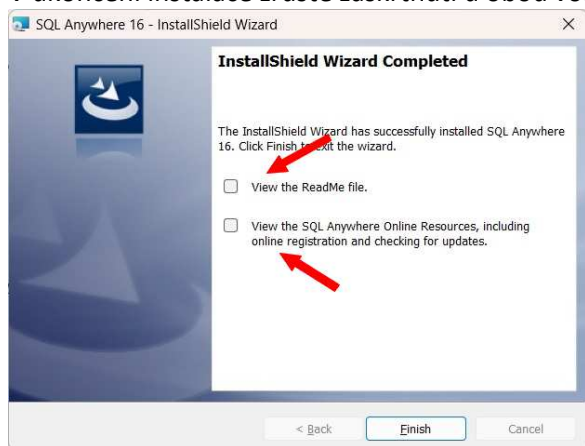 SQL Anywhere 16 - InstallShield Wizard
InstallShield Wizard Completed
The InstallShield Wizard has successfully installed SQL Anywhere
16. Click Finish to exit the wizard.
View the ReadMe file.
View the SQL Anywhere Online Resources, including
online registration and checking for updates.
< Back
Finish
Cancel